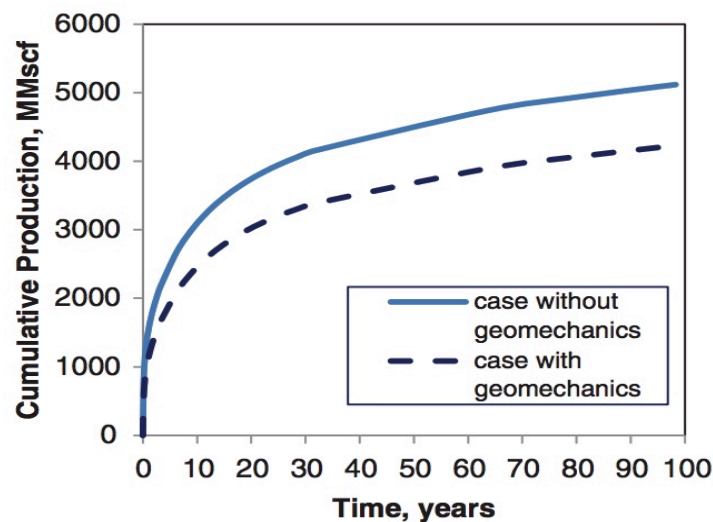 6000
5000
4000
3000
2000
1000
0
Cumulative Production, MMscf
case without
geomechanics
case with
geomechanics
0 10 20 30 40 50 60 70 80 90 100
Time, years